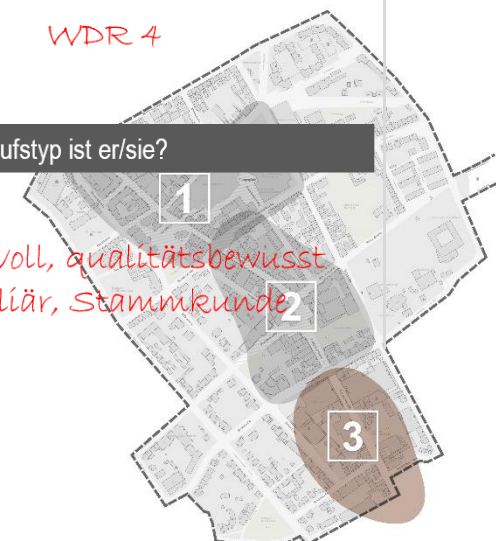 WDR 4
ufstyp ist er/sie?
1
voll, qualitätsbewusst
liär, Stammkunde
2
3